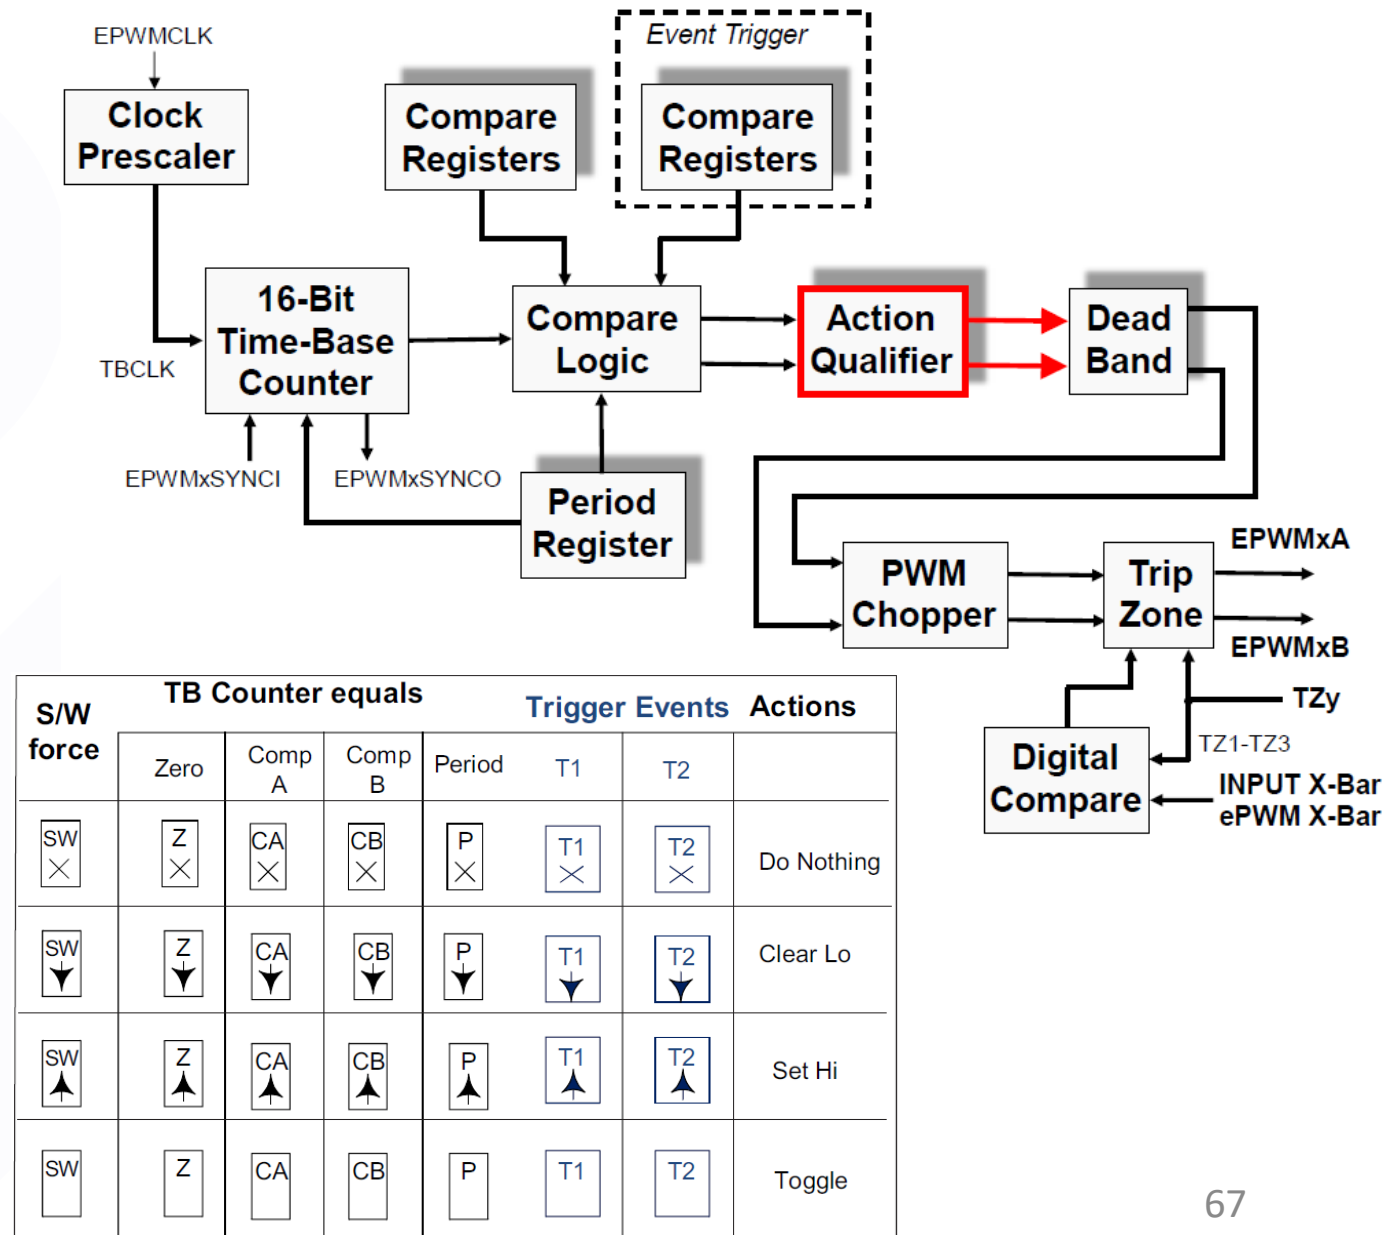 EPWMCLK
Event Trigger
Clock
Prescaler
Compare
Registers
Compare
Registers
16-Bit
Time-Base
Counter
TBCLK
Compare
Logic
Action
Qualifier
Dead
Band
EPWMxSYNCI
EPWMxSYNCO
Period
Register
PWM
Chopper
Trip
Zone
EPWMxA
EPWMxB
TZy
TZ1-TZ3
Digital
Compare
INPUT X-Bar
ePWM X-Bar
S/W
force
TB Counter equals
Trigger Events
Actions
Zero
Comp
A
Comp
B
Period
T1
T2
SW Z CA CB P T1 T2 Do Nothing
SW Z CA CB P T1 T2 Clear Lo
SW Z CA CB P T1 T2 Set Hi
SW Z CA CB P T1 T2 Toggle
67